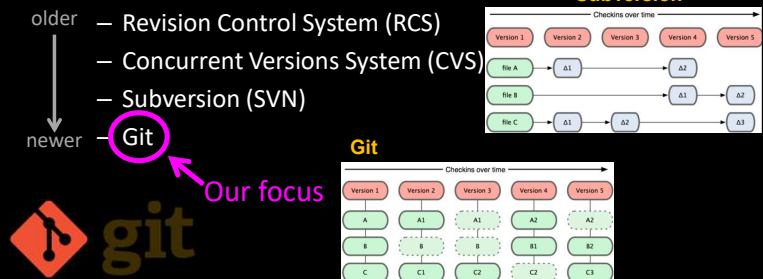 Subversion
older
– Revision Control System (RCS)
– Concurrent Versions System (CVS)
– Subversion (SVN)
newer
– Git
Our focus
Checkins over time
Version 1 Version 2 Version 3 Version 4 Version 5
file A Δ1 Δ2
file B Δ1 Δ2
file C Δ1 Δ2 Δ3
Git
Checkins over time
Version 1 Version 2 Version 3 Version 4 Version 5
A A1 A1 A2 A2
B B B B1 B2
C C1 C2 C2 C3
git